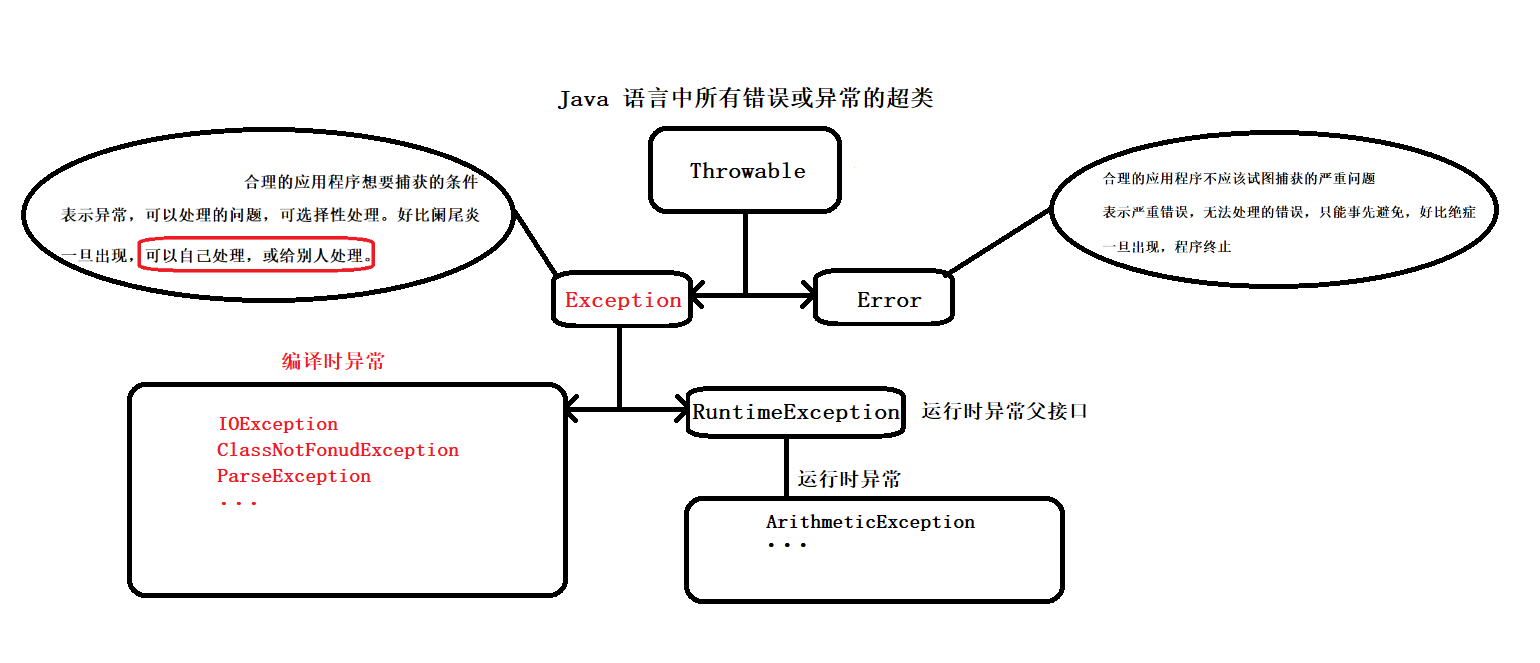 Java 语言中所有错误或异常的超类
Throwable
合理的应用程序想要捕获的条件
表示异常，可以处理的问题，可选择性处理。好比阑尾炎
一旦出现，可以自己处理，或给别人处理。
合理的应用程序不应该试图捕获的严重问题
表示严重错误，无法处理的错误，只能事先避免，好比绝症
一旦出现，程序终止
Exception
Error
编译时异常
IOException
ClassNotFonudException
ParseException
...
RuntimeException
运行时异常父接口
运行时异常
ArithmeticException
...